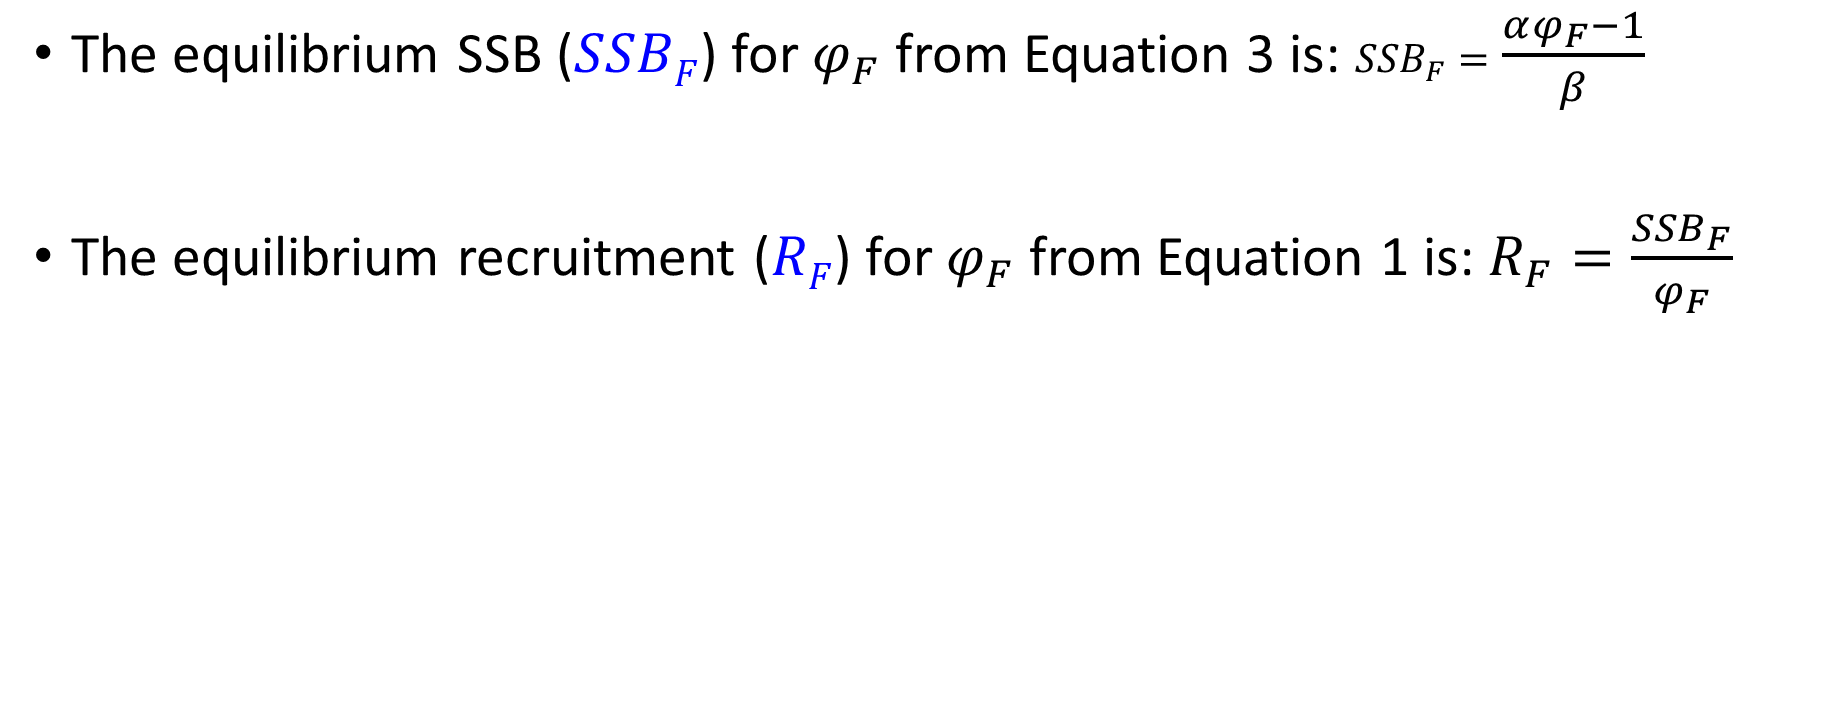 • The equilibrium SSB (𝑆𝑆𝐵_𝐹) for 𝜑_𝐹 from Equation 3 is: 𝑆𝑆𝐵_𝐹 = (𝛼𝜑_𝐹−1)/𝛽
• The equilibrium recruitment (𝑅_𝐹) for 𝜑_𝐹 from Equation 1 is: 𝑅_𝐹 = 𝑆𝑆𝐵_𝐹/𝜑_𝐹